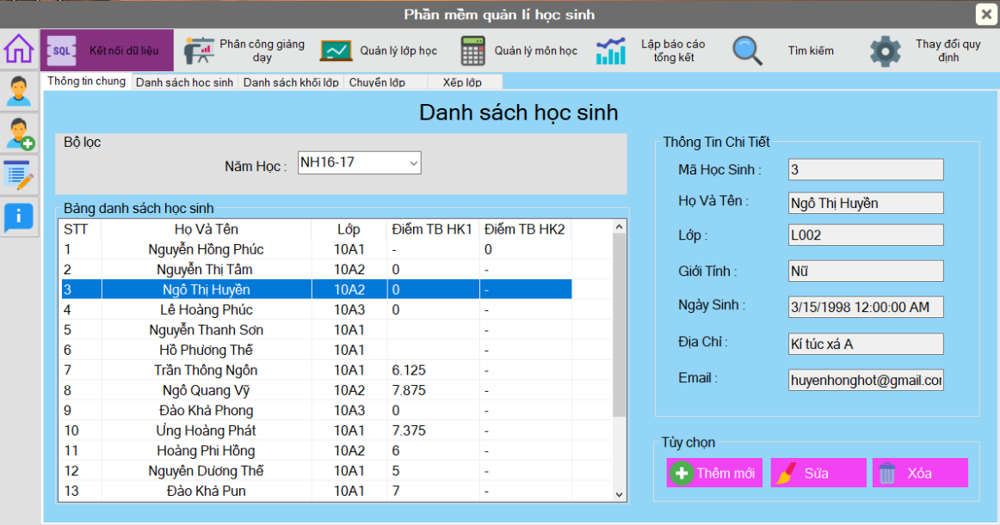 Phần mềm quản lí học sinh
SQL Kết nối dữ liệu
Phân công giảng dạy
Quản lý lớp học
Quản lý môn học
Lập báo cáo tổng kết
Tìm kiếm
Thay đổi quy định
Thông tin chung Danh sách học sinh Danh sách khối lớp Chuyển lớp Xếp lớp
Danh sách học sinh
Bộ lọc
Năm Học : NH16-17
Bảng danh sách học sinh
STT Họ Và Tên Lớp Điểm TB HK1 Điểm TB HK2
1 Nguyễn Hồng Phúc 10A1 - 0
2 Nguyễn Thị Tâm 10A2 0 -
3 Ngô Thị Huyền 10A2 0 -
4 Lê Hoàng Phúc 10A3 0 -
5 Nguyễn Thanh Sơn 10A1 -
6 Hồ Phương Thế 10A1 -
7 Trần Thông Ngôn 10A1 6.125 -
8 Ngô Quang Vỹ 10A2 7.875 -
9 Đào Khả Phong 10A3 0 -
10 Ưng Hoàng Phát 10A1 7.375 -
11 Hoàng Phi Hồng 10A2 6 -
12 Nguyên Dương Thế 10A1 5 -
13 Đào Khả Pun 10A1 7 -
Thông Tin Chi Tiết
Mã Học Sinh : 3
Họ Và Tên : Ngô Thị Huyền
Lớp : L002
Giới Tính : Nữ
Ngày Sinh : 3/15/1998 12:00:00 AM
Địa Chỉ : Kí túc xá A
Email : huyenhonghot@gmail.co
Tùy chọn
Thêm mới Sửa Xóa